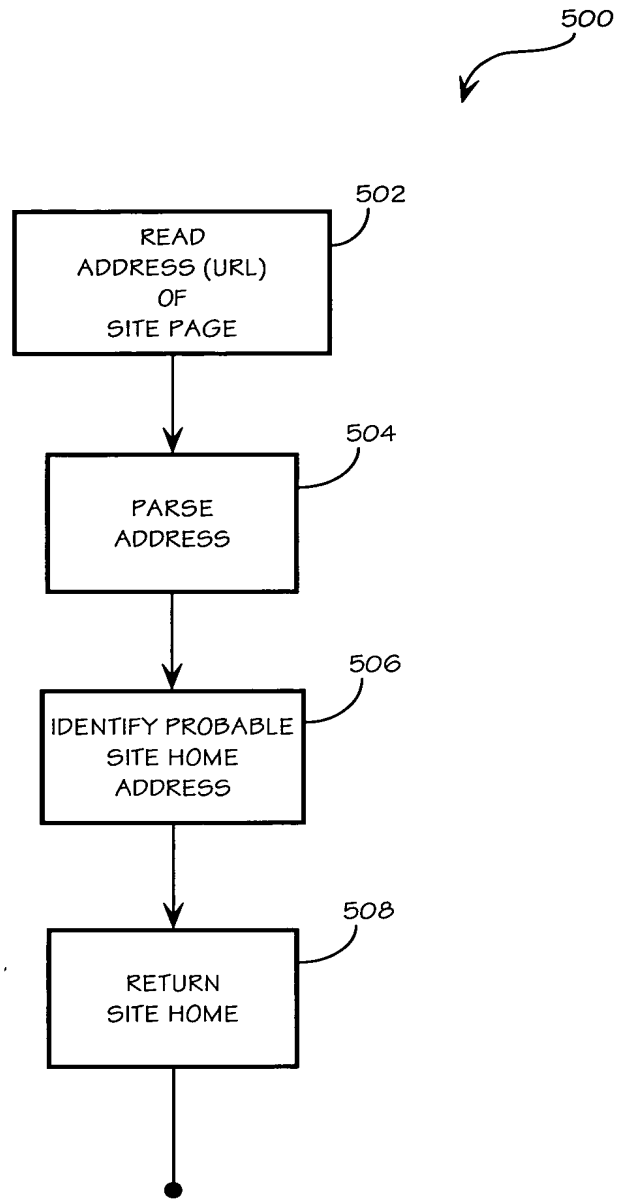 500
502
READ
ADDRESS (URL)
OF
SITE PAGE
504
PARSE
ADDRESS
506
IDENTIFY PROBABLE
SITE HOME
ADDRESS
508
RETURN
SITE HOME